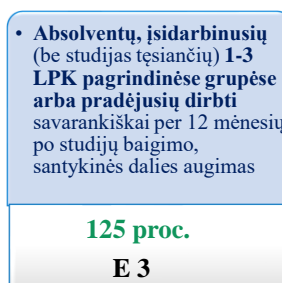 • Absolventų, įsidarbinusių
(be studijas tęsiančių) 1-3
LPK pagrindinėse grupėse
arba pradėjusių dirbti
savarankiškai per 12 mėnesių
po studijų baigimo,
santykinės dalies augimas
125 proc.
E 3